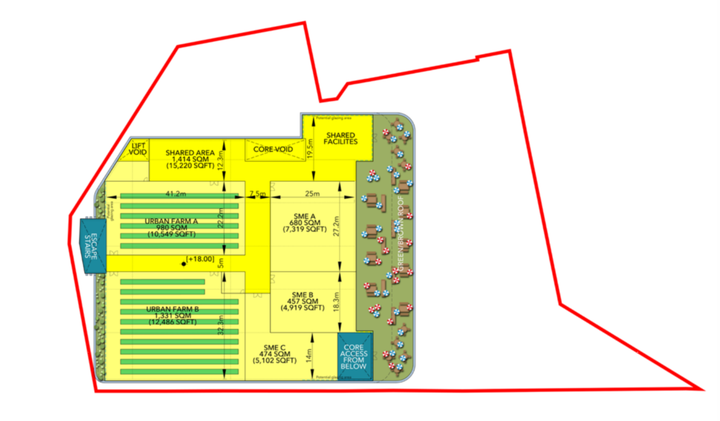 Potential glazing area
LIFT
VOID
SHARED AREA
1,414 SQM
(15,220 SQFT)
12.3m
CORE VOID
19.5m
SHARED
FACILITES
41.2m
7.5m
25m
URBAN FARM A
980 SQM
(10,549 SQFT)
22.2m
SME A
680 SQM
(7,319 SQFT)
27.2m
ESCAPE
STAIRS
[+18.00]
5m
URBAN FARM B
1,331 SQM
(12,486 SQFT)
32.3m
SME B
457 SQM
(4,919 SQFT)
18.3m
SME C
474 SQM
(5,102 SQFT)
14m
CORE
ACCESS
FROM
BELOW
Potential glazing area